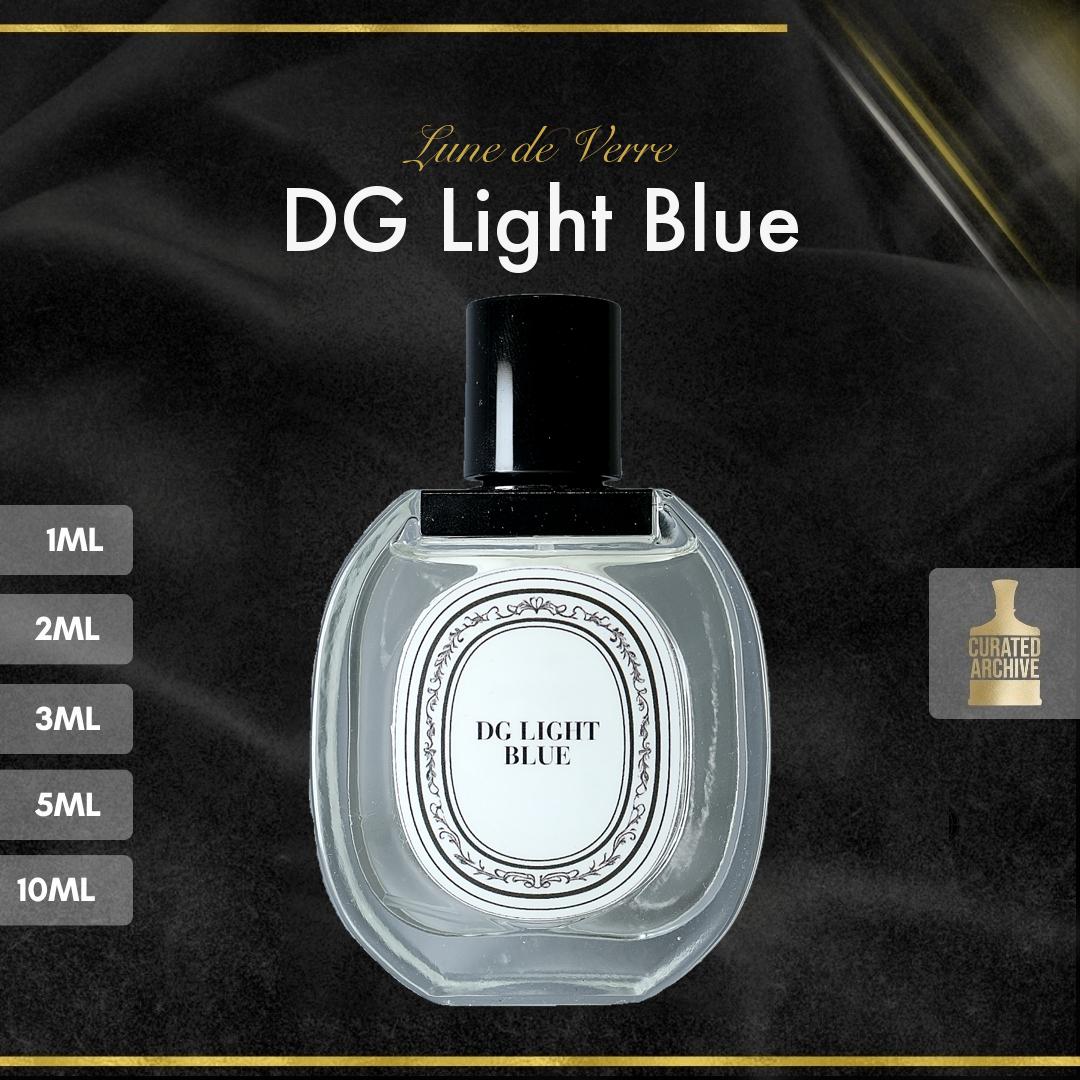 Lune de Verre
DG Light Blue
1ML
2ML
3ML
5ML
10ML
DG LIGHT
BLUE
CURATED
ARCHIVE